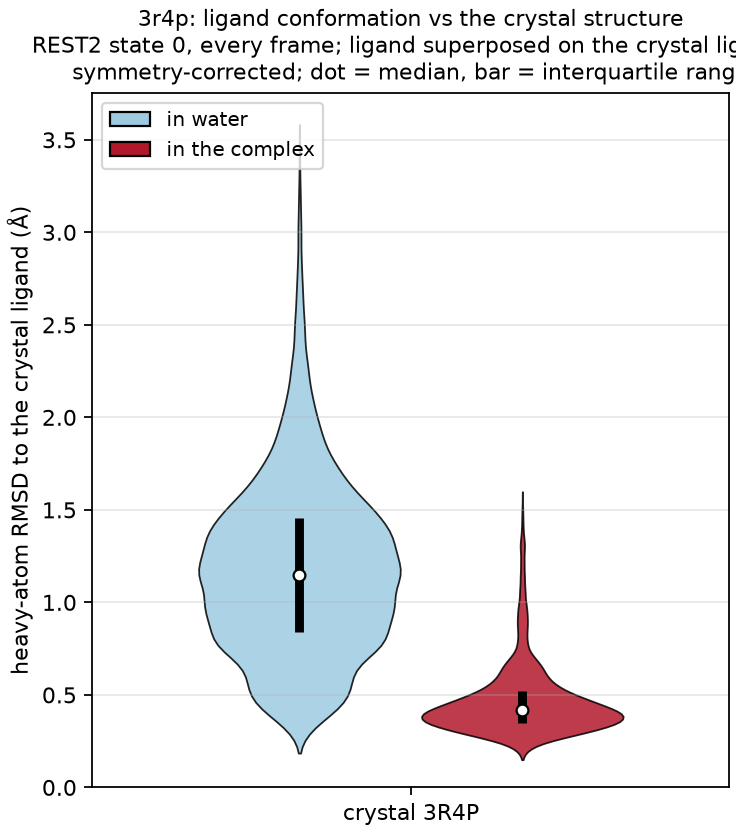 3r4p: ligand conformation vs the crystal structure
REST2 state 0, every frame; ligand superposed on the crystal lig
symmetry-corrected; dot = median, bar = interquartile rang
in water
in the complex
heavy-atom RMSD to the crystal ligand (Å)
3.5
3.0
2.5
2.0
1.5
1.0
0.5
0.0
crystal 3R4P